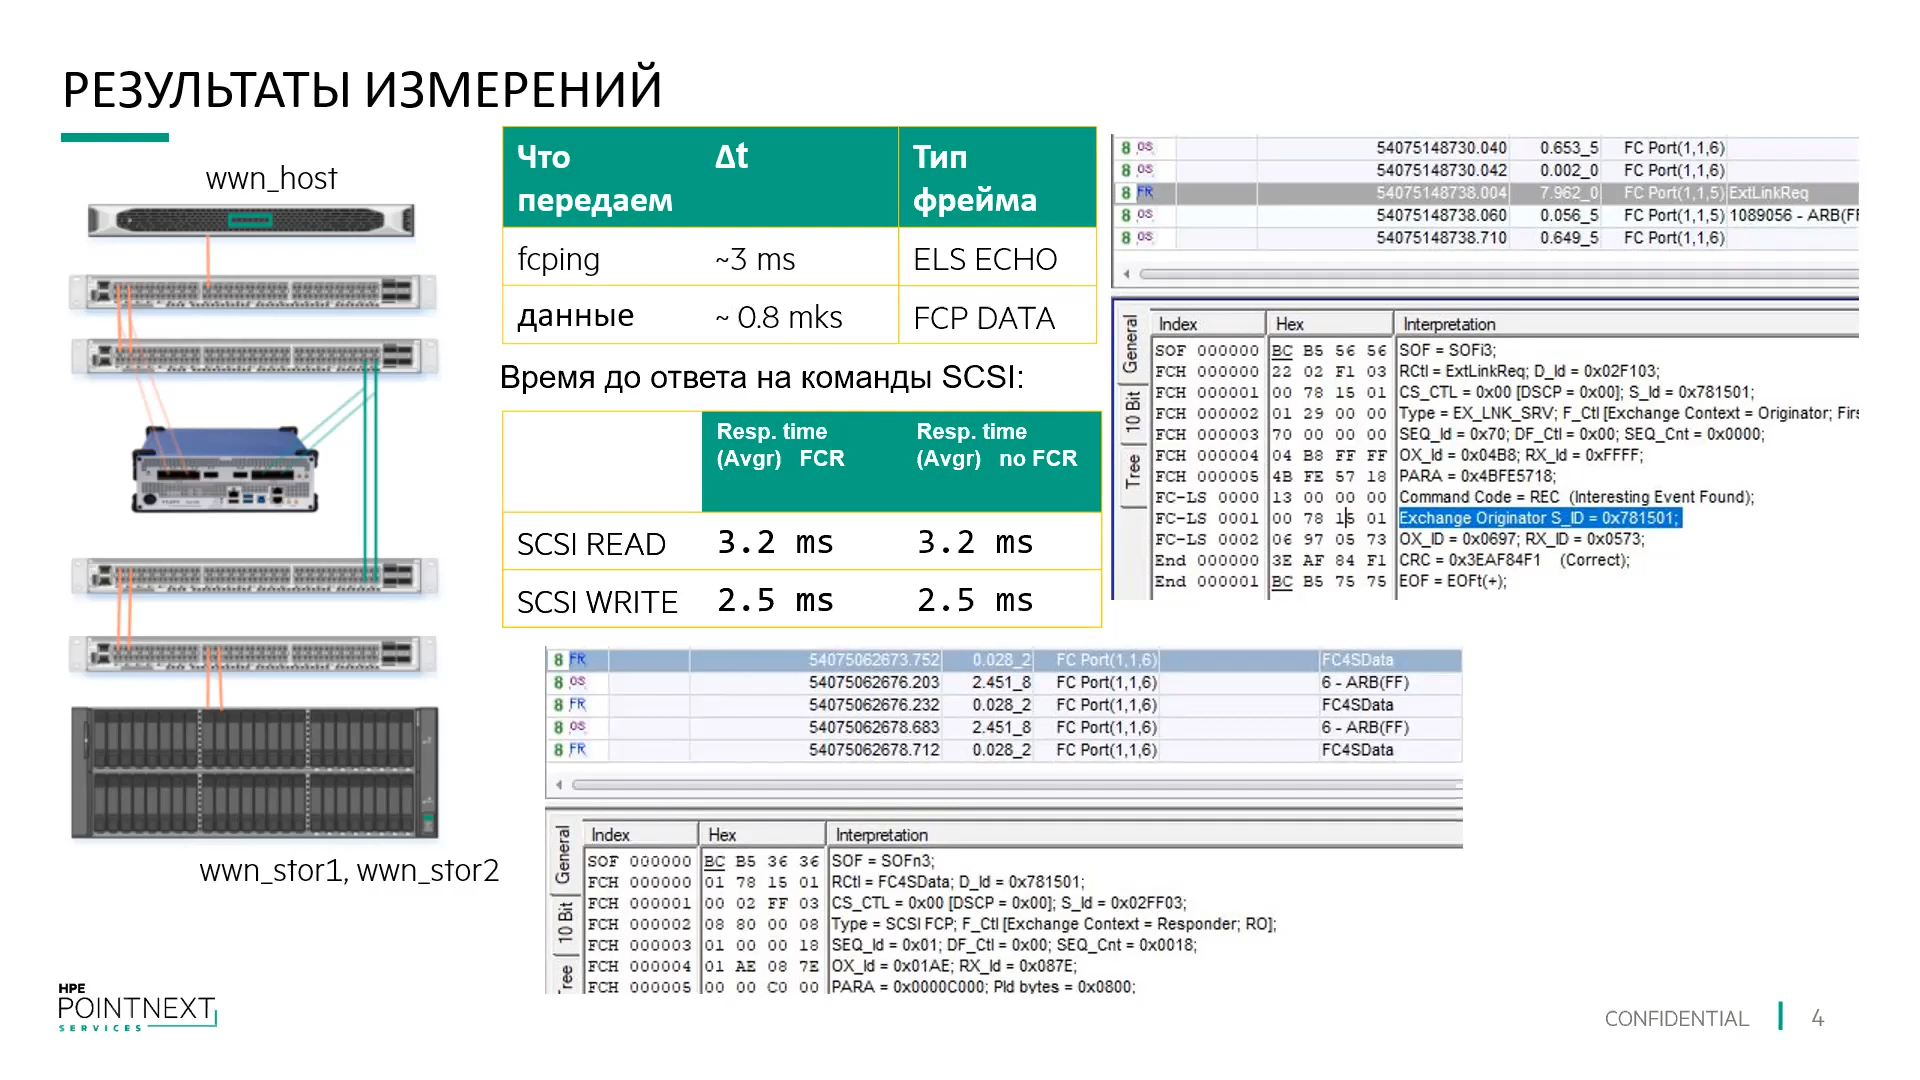 РЕЗУЛЬТАТЫ ИЗМЕРЕНИЙ
wwn_host
wwn_stor1, wwn_stor2
Что передаем Δt Тип фрейма
fcping ~3 ms ELS ECHO
данные ~ 0.8 mks FCP DATA
Время до ответа на команды SCSI:
Resp. time (Avgr) FCR Resp. time (Avgr) no FCR
SCSI READ 3.2 ms 3.2 ms
SCSI WRITE 2.5 ms 2.5 ms
8 OS 54075148730.040 0.653_5 FC Port(1,1,6)
8 OS 54075148730.042 0.002_0 FC Port(1,1,6)
8 FR 54075148738.004 7.962_0 FC Port(1,1,5) ExtLinkReq
8 OS 54075148738.060 0.056_5 FC Port(1,1,5) 1089056 - ARB(FF
8 OS 54075148738.710 0.649_5 FC Port(1,1,6)
General
10 Bit
Tree
Index Hex Interpretation
SOF 000000 BC B5 56 56 SOF = SOFi3;
FCH 000000 22 02 F1 03 RCtl = ExtLinkReq; D_Id = 0x02F103;
FCH 000001 00 78 15 01 CS_CTL = 0x00 [DSCP = 0x00]; S_Id = 0x781501;
FCH 000002 01 29 00 00 Type = EX_LNK_SRV; F_Ctl [Exchange Context = Originator; Firs
FCH 000003 70 00 00 00 SEQ_Id = 0x70; DF_Ctl = 0x00; SEQ_Cnt = 0x0000;
FCH 000004 04 B8 FF FF OX_Id = 0x04B8; RX_Id = 0xFFFF;
FCH 000005 4B FE 57 18 PARA = 0x4BFE5718;
FC-LS 0000 13 00 00 00 Command Code = REC (Interesting Event Found);
FC-LS 0001 00 78 15 01 Exchange Originator S_ID = 0x781501;
FC-LS 0002 06 97 05 73 OX_ID = 0x0697; RX_ID = 0x0573;
End 000000 3E AF 84 F1 CRC = 0x3EAF84F1 (Correct);
End 000001 BC B5 75 75 EOF = EOFt(+);
8 FR 54075062673.752 0.028_2 FC Port(1,1,6) FC4SData
8 OS 54075062676.203 2.451_8 FC Port(1,1,6) 6 - ARB(FF)
8 FR 54075062676.232 0.028_2 FC Port(1,1,6) FC4SData
8 OS 54075062678.683 2.451_8 FC Port(1,1,6) 6 - ARB(FF)
8 FR 54075062678.712 0.028_2 FC Port(1,1,6) FC4SData
General
10 Bit
ree
Index Hex Interpretation
SOF 000000 BC B5 36 36 SOF = SOFn3;
FCH 000000 01 78 15 01 RCtl = FC4SData; D_Id = 0x781501;
FCH 000001 00 02 FF 03 CS_CTL = 0x00 [DSCP = 0x00]; S_Id = 0x02FF03;
FCH 000002 08 80 00 08 Type = SCSI FCP; F_Ctl [Exchange Context = Responder; RO];
FCH 000003 01 00 00 18 SEQ_Id = 0x01; DF_Ctl = 0x00; SEQ_Cnt = 0x0018;
FCH 000004 01 AE 08 7E OX_Id = 0x01AE; RX_Id = 0x087E;
FCH 000005 00 00 C0 00 PARA = 0x0000C000; Pld bytes = 0x0800;
HPE
POINTNEXT
SERVICES
CONFIDENTIAL 4